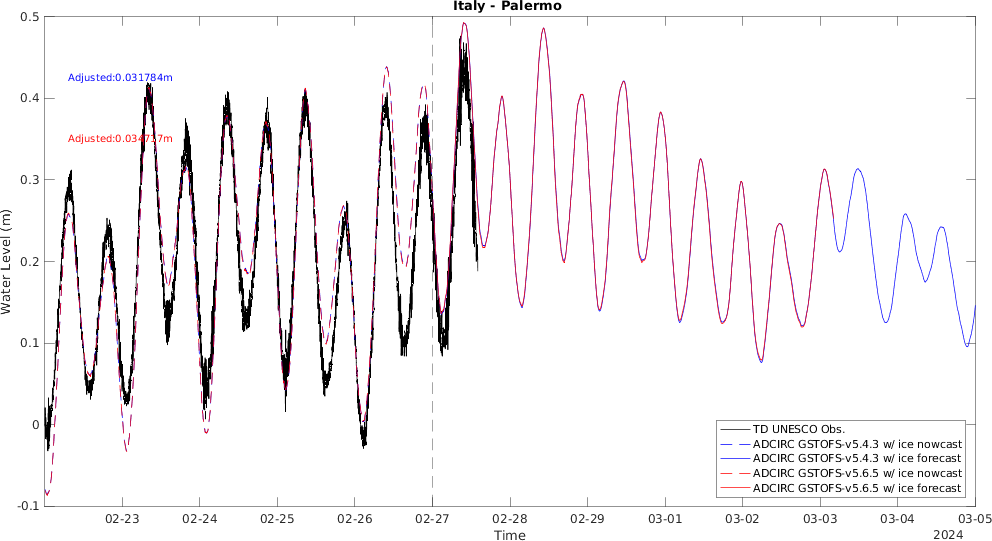 Italy - Palermo
0.5
0.4
0.3
0.2
0.1
0
-0.1
Water Level (m)
Adjusted:0.031784m
Adjusted:0.034717m
02-23 02-24 02-25 02-26 02-27 02-28 02-29 03-01 03-02 03-03 03-04 03-05
Time
2024
TD UNESCO Obs.
ADCIRC GSTOFS-v5.4.3 w/ ice nowcast
ADCIRC GSTOFS-v5.4.3 w/ ice forecast
ADCIRC GSTOFS-v5.6.5 w/ ice nowcast
ADCIRC GSTOFS-v5.6.5 w/ ice forecast